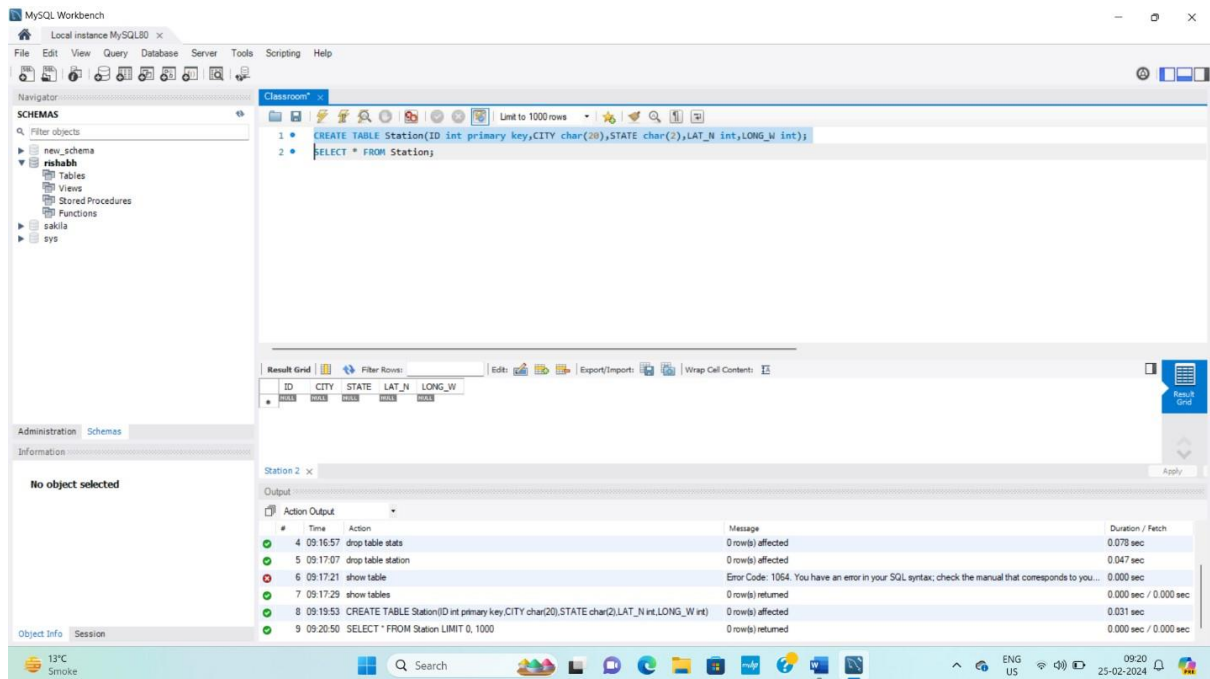 MySQL Workbench
Local instance MySQL80
File Edit View Query Database Server Tools Scripting Help
Navigator
SCHEMAS
Filter objects
new_schema
rishabh
Tables
Views
Stored Procedures
Functions
sakila
sys
Administration Schemas
Information
No object selected
Object Info Session
Classroom*
Limit to 1000 rows
1 CREATE TABLE Station(ID int primary key,CITY char(20),STATE char(2),LAT_N int,LONG_W int);
2 SELECT * FROM Station;
Result Grid Filter Rows: Edit: Export/Import: Wrap Cell Content:
ID CITY STATE LAT_N LONG_W
NULL NULL NULL NULL NULL
Result Grid
Station 2
Apply
Output
Action Output
# Time Action Message Duration / Fetch
4 09:16:57 drop table stats 0 row(s) affected 0.078 sec
5 09:17:07 drop table station 0 row(s) affected 0.047 sec
6 09:17:21 show table Error Code: 1064. You have an error in your SQL syntax; check the manual that corresponds to you... 0.000 sec
7 09:17:29 show tables 0 row(s) returned 0.000 sec / 0.000 sec
8 09:19:53 CREATE TABLE Station(ID int primary key,CITY char(20),STATE char(2),LAT_N int,LONG_W int) 0 row(s) affected 0.031 sec
9 09:20:50 SELECT * FROM Station LIMIT 0, 1000 0 row(s) returned 0.000 sec / 0.000 sec
13°C
Smoke
Search
ENG
US
09:20
25-02-2024